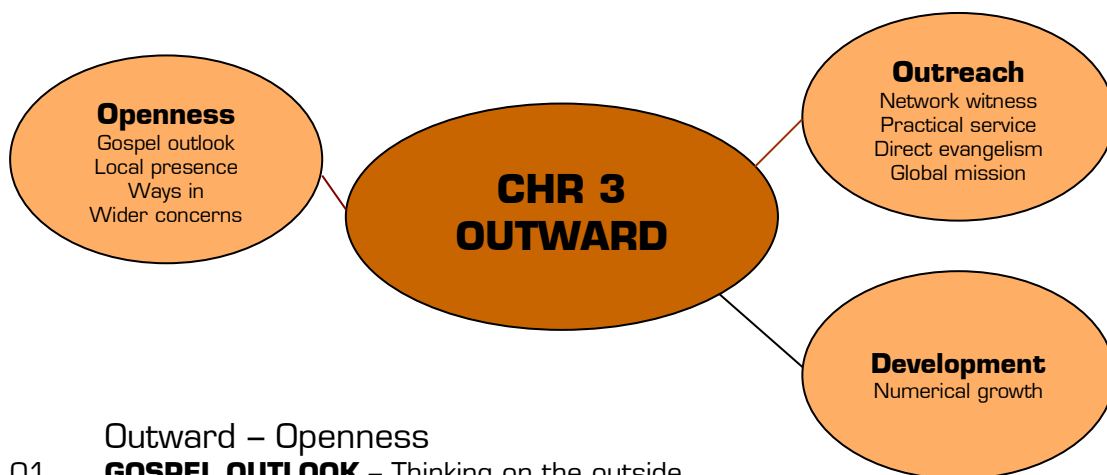 Openness
Gospel outlook
Local presence
Ways in
Wider concerns
CHR 3
OUTWARD
Outreach
Network witness
Practical service
Direct evangelism
Global mission
Development
Numerical growth
Outward – Openness
01 GOSPEL OUTLOOK – Thinking on the outside